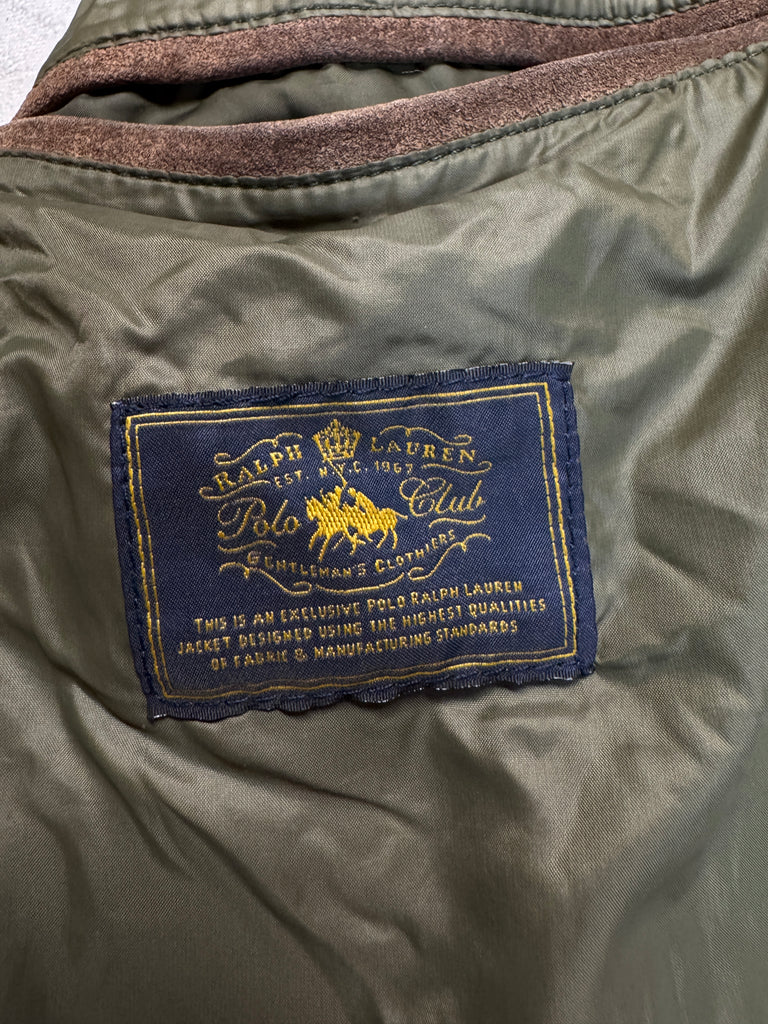 RALPH LAUREN
EST. N.Y.C. 1967
Polo Club
GENTLEMAN'S CLOTHIERS
THIS IS AN EXCLUSIVE POLO RALPH LAUREN
JACKET DESIGNED USING THE HIGHEST QUALITIES
OF FABRIC & MANUFACTURING STANDARDS